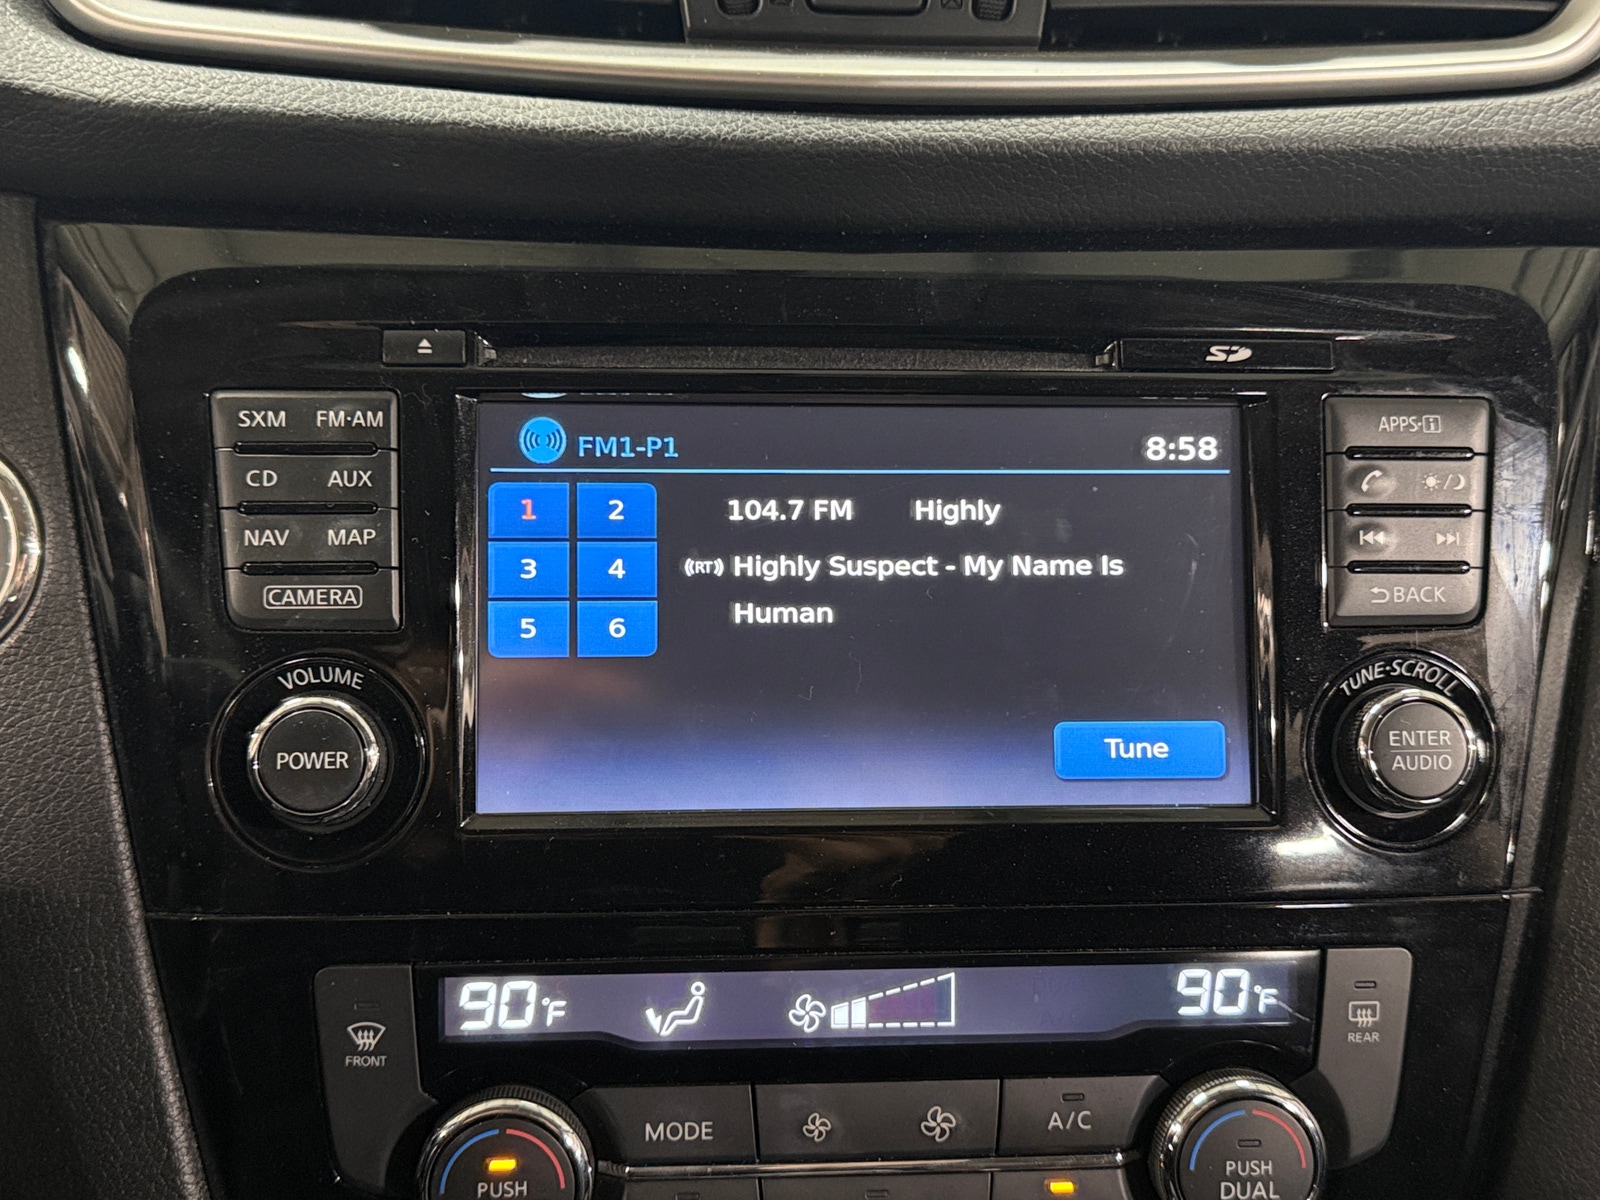 SD
SXM FM·AM
CD AUX
NAV MAP
CAMERA
VOLUME
POWER
FM1-P1
8:58
1 2
3 4
5 6
104.7 FM Highly
((RT)) Highly Suspect - My Name Is
Human
Tune
APPS·i
BACK
TUNE·SCROLL
ENTER
AUDIO
90°F
90°F
FRONT
REAR
MODE
A/C
PUSH
PUSH
DUAL